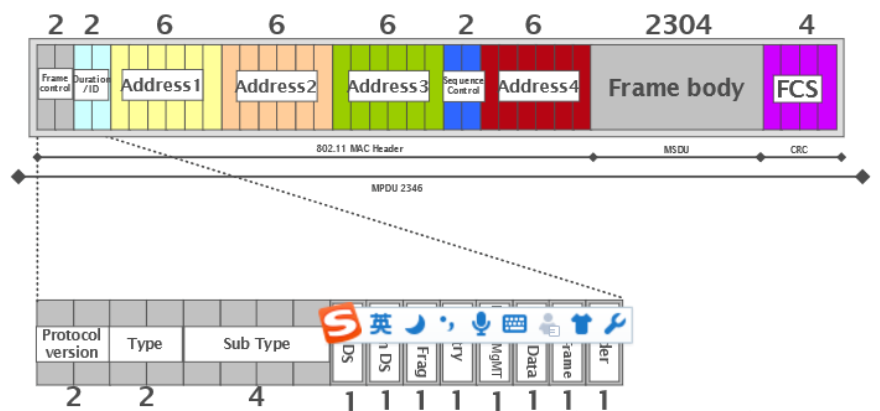 2 2 6 6 6 2 6 2304 4
Frame
control
Duration
/ID
Address1
Address2
Address3
Sequence
Control
Address4
Frame body
FCS
802.11 MAC Header
MSDU
CRC
MPDU 2346
英
Protocol
version
Type
Sub Type
DS
DS
Frag
MgMT
Data
Frame
2 2 4 1 1 1 1 1 1 1 1